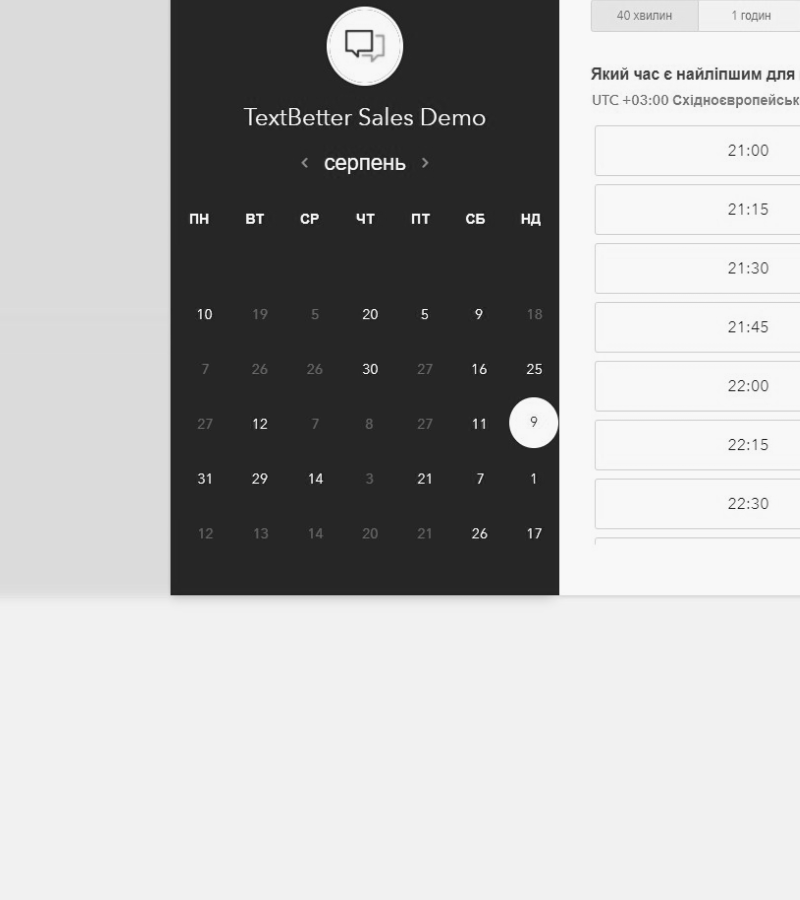 40 хвилин 1 годин
TextBetter Sales Demo
серпень
ПН ВТ СР ЧТ ПТ СБ НД
10 19 5 20 5 9 18
7 26 26 30 27 16 25
27 12 7 8 27 11 9
31 29 14 3 21 7 1
12 13 14 20 21 26 17
Який час є найліпшим для
UTC +03:00 Східноєвропейськ
21:00
21:15
21:30
21:45
22:00
22:15
22:30